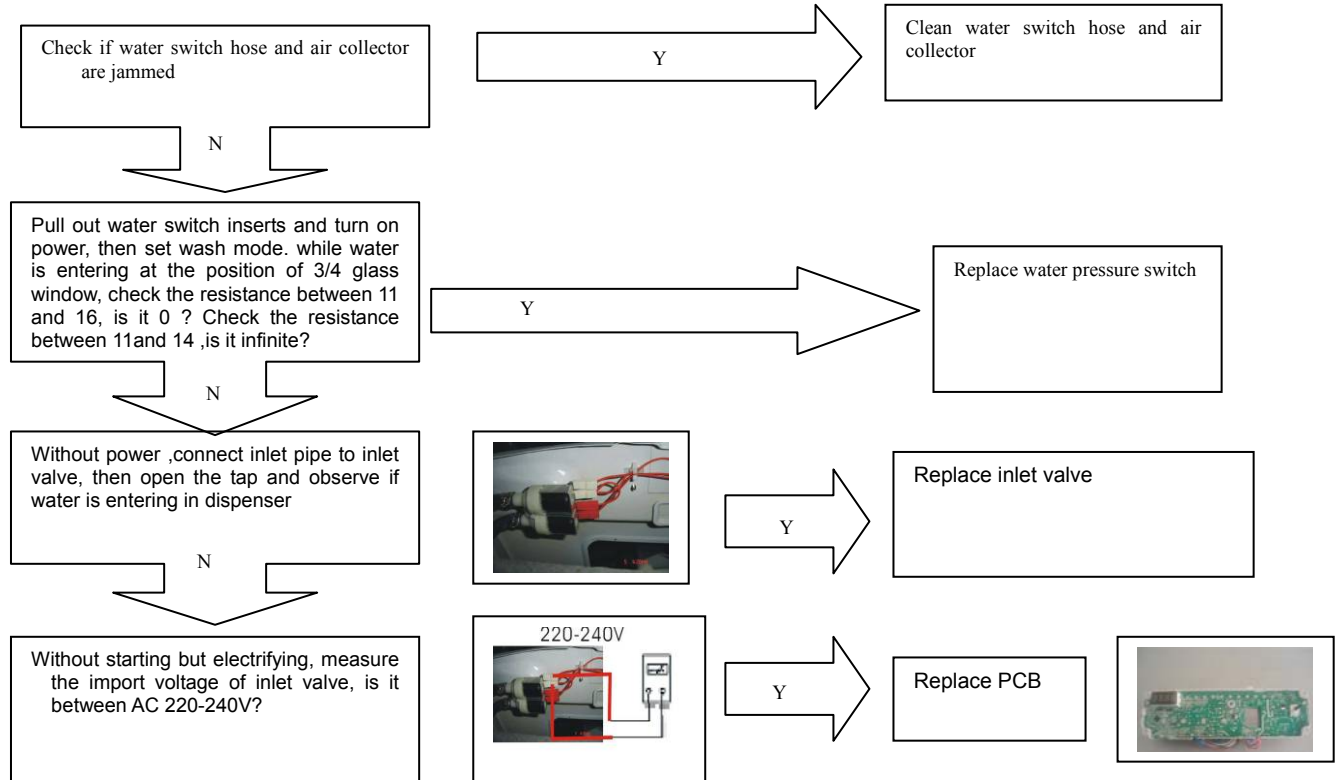 Check if water switch hose and air collector
are jammed
Y
Clean water switch hose and air
collector
N
Pull out water switch inserts and turn on
power, then set wash mode. while water
is entering at the position of 3/4 glass
window, check the resistance between 11
and 16, is it 0 ? Check the resistance
between 11and 14 ,is it infinite?
Y
Replace water pressure switch
N
Without power ,connect inlet pipe to inlet
valve, then open the tap and observe if
water is entering in dispenser
Y
Replace inlet valve
N
Without starting but electrifying, measure
the import voltage of inlet valve, is it
between AC 220-240V?
220-240V
Y
Replace PCB